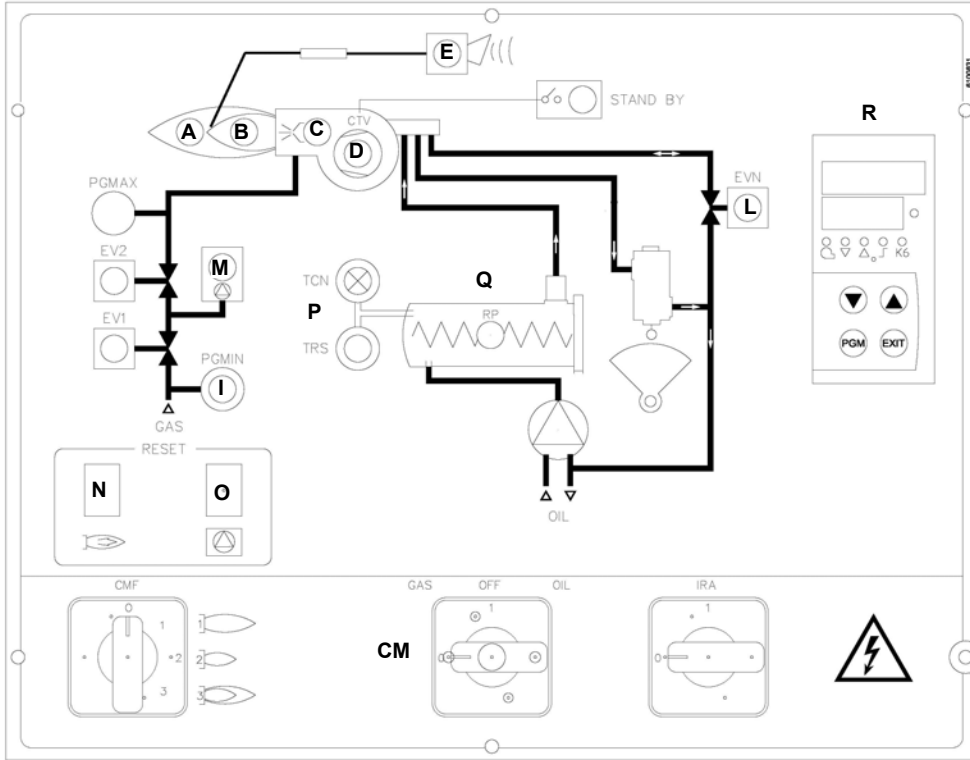 E
STAND BY
R
A
B
C
CTV
D
PGMAX
EVN
L
EV2
M
TCN
Q
K6
P
RP
EV1
TRS
PGM
EXIT
PGMIN
I
GAS
RESET
N
O
OIL
CMF
GAS
OFF
OIL
IRA
0
1
1
1
1
2
2
CM
0
0
3
3